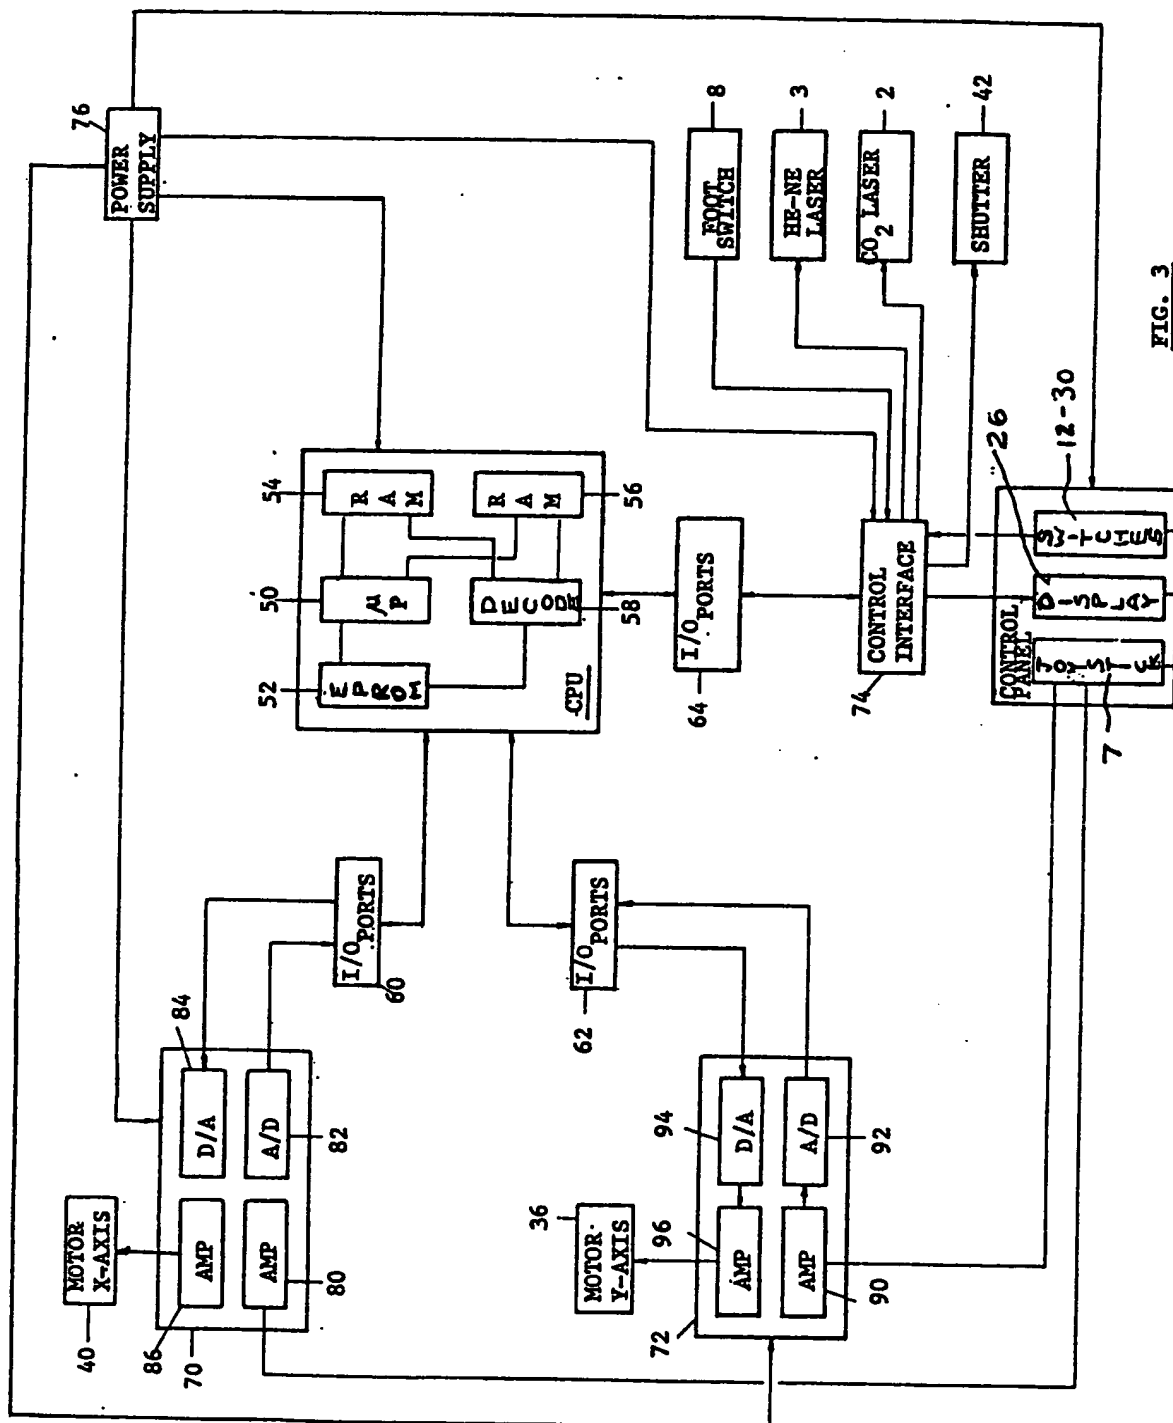 76
POWER
SUPPLY
54
R A M
R A M
56
50
μP
DECODE
58
52
EPROM
CPU
8
FOOT
SWITCH
3
HE-NE
LASER
2
CO2 LASER
42
SHUTTER
I/O PORTS
64
CONTROL
INTERFACE
74
CONTROL
PANEL
JOYSTICK
7
DISPLAY
26
SWITCHES
12-30
I/O PORTS
60
I/O PORTS
62
84
D/A
A/D
82
MOTOR
X-AXIS
40
AMP
86
AMP
80
70
94
D/A
A/D
92
36
MOTOR
Y-AXIS
96
AMP
AMP
90
72
FIG. 3